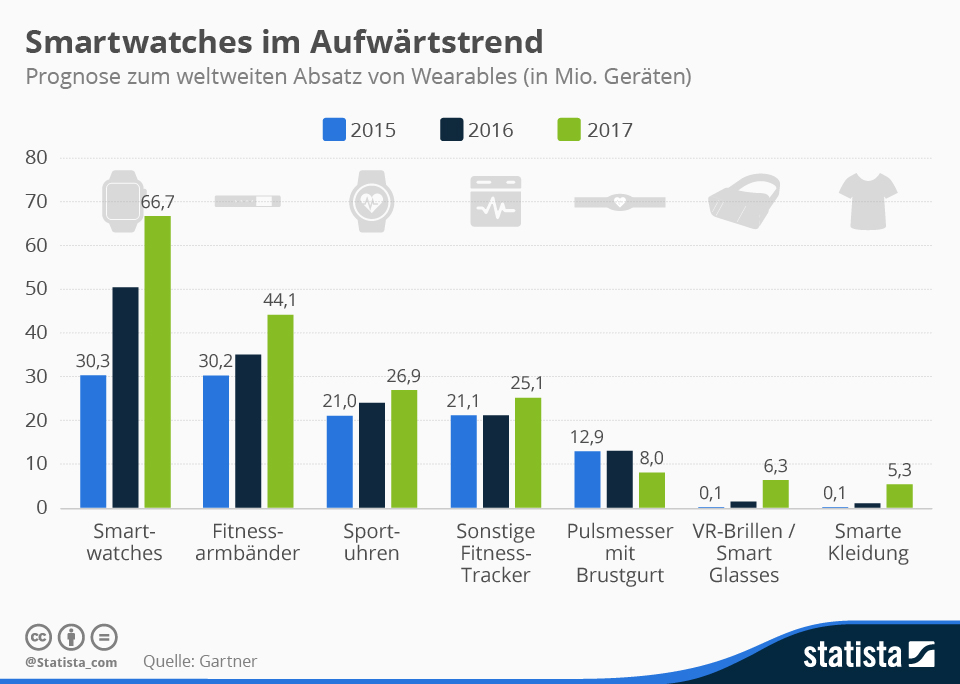 Smartwatches im Aufwärtstrend
Prognose zum weltweiten Absatz von Wearables (in Mio. Geräten)
2015 2016 2017
80
70
60
50
40
30
20
10
0
30,3 66,7
30,2 44,1
21,0 26,9
21,1 25,1
12,9 8,0
0,1 6,3
0,1 5,3
Smart-
watches
Fitness-
armbänder
Sport-
uhren
Sonstige
Fitness-
Tracker
Pulsmesser
mit
Brustgurt
VR-Brillen /
Smart
Glasses
Smarte
Kleidung
cc
@Statista_com
Quelle: Gartner
statista